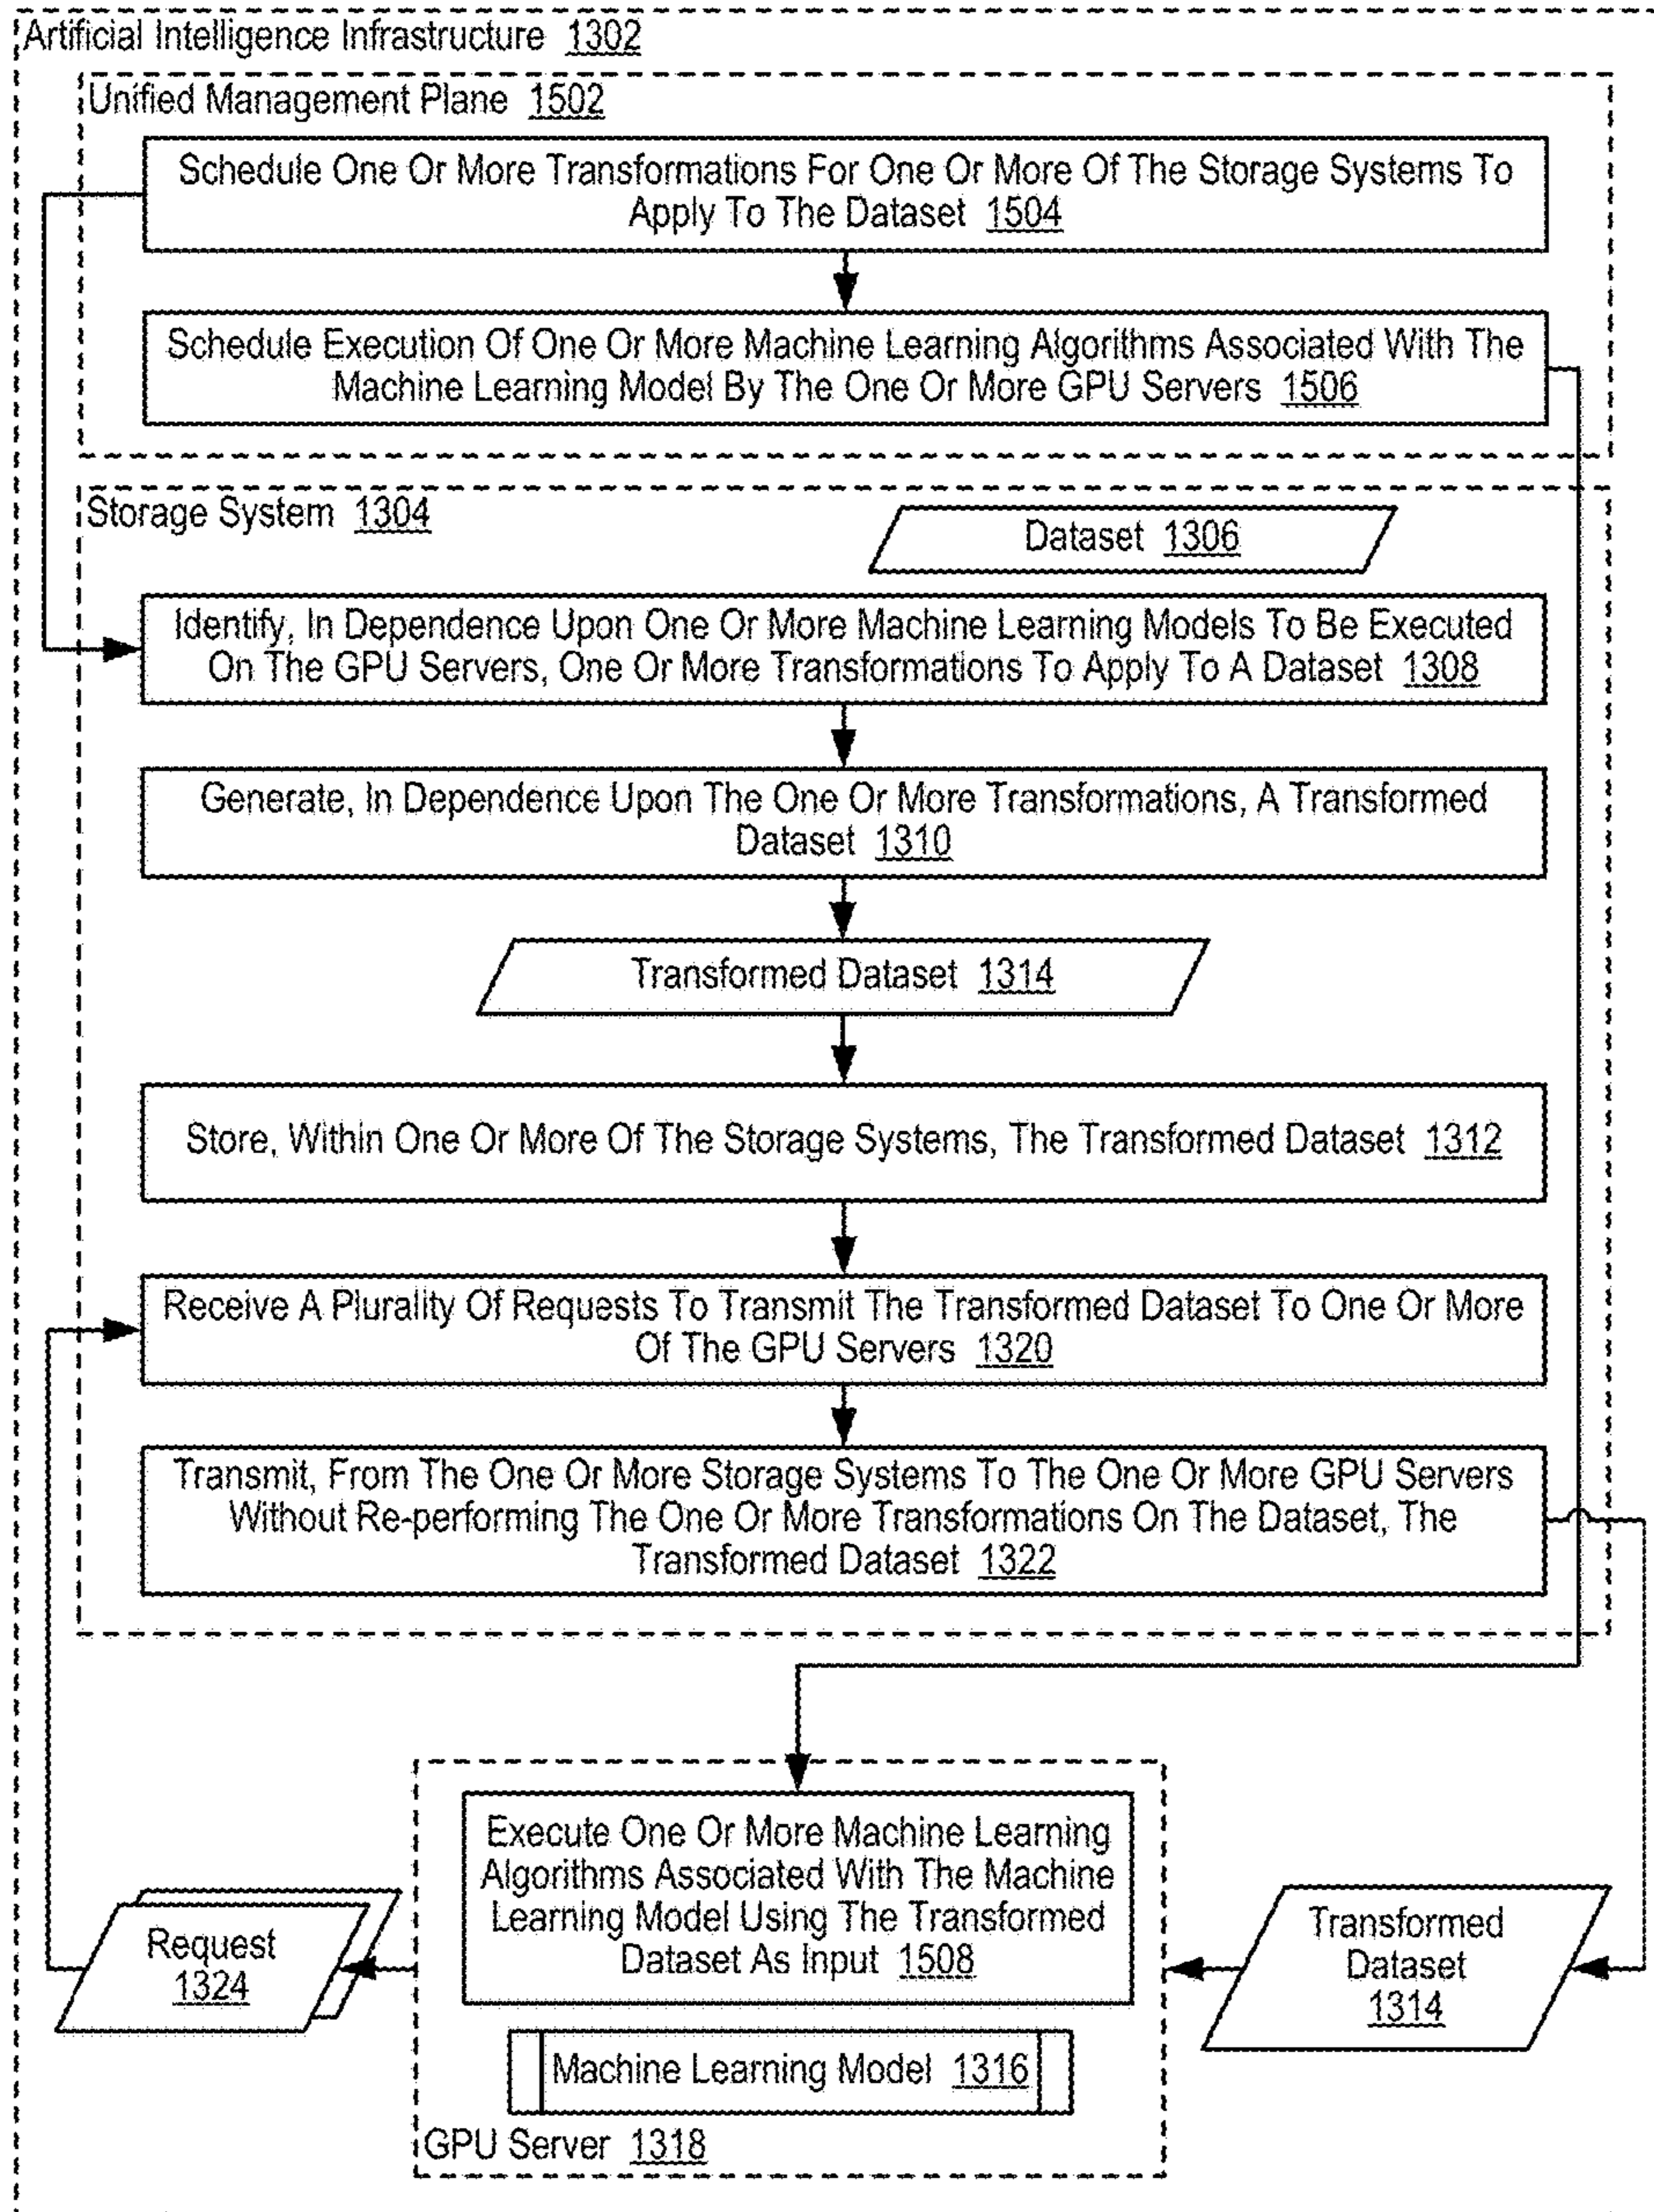 Artificial Intelligence Infrastructure 1302
Unified Management Plane 1502
Schedule One Or More Transformations For One Or More Of The Storage Systems To
Apply To The Dataset 1504
Schedule Execution Of One Or More Machine Learning Algorithms Associated With The
Machine Learning Model By The One Or More GPU Servers 1506
Storage System 1304
Dataset 1306
Identify, In Dependence Upon One Or More Machine Learning Models To Be Executed
On The GPU Servers, One Or More Transformations To Apply To A Dataset 1308
Generate, In Dependence Upon The One Or More Transformations, A Transformed
Dataset 1310
Transformed Dataset 1314
Store, Within One Or More Of The Storage Systems, The Transformed Dataset 1312
Receive A Plurality Of Requests To Transmit The Transformed Dataset To One Or More
Of The GPU Servers 1320
Transmit, From The One Or More Storage Systems To The One Or More GPU Servers
Without Re-performing The One Or More Transformations On The Dataset, The
Transformed Dataset 1322
Execute One Or More Machine Learning
Algorithms Associated With The Machine
Learning Model Using The Transformed
Dataset As Input 1508
Request
1324
Transformed
Dataset
1314
Machine Learning Model 1316
GPU Server 1318